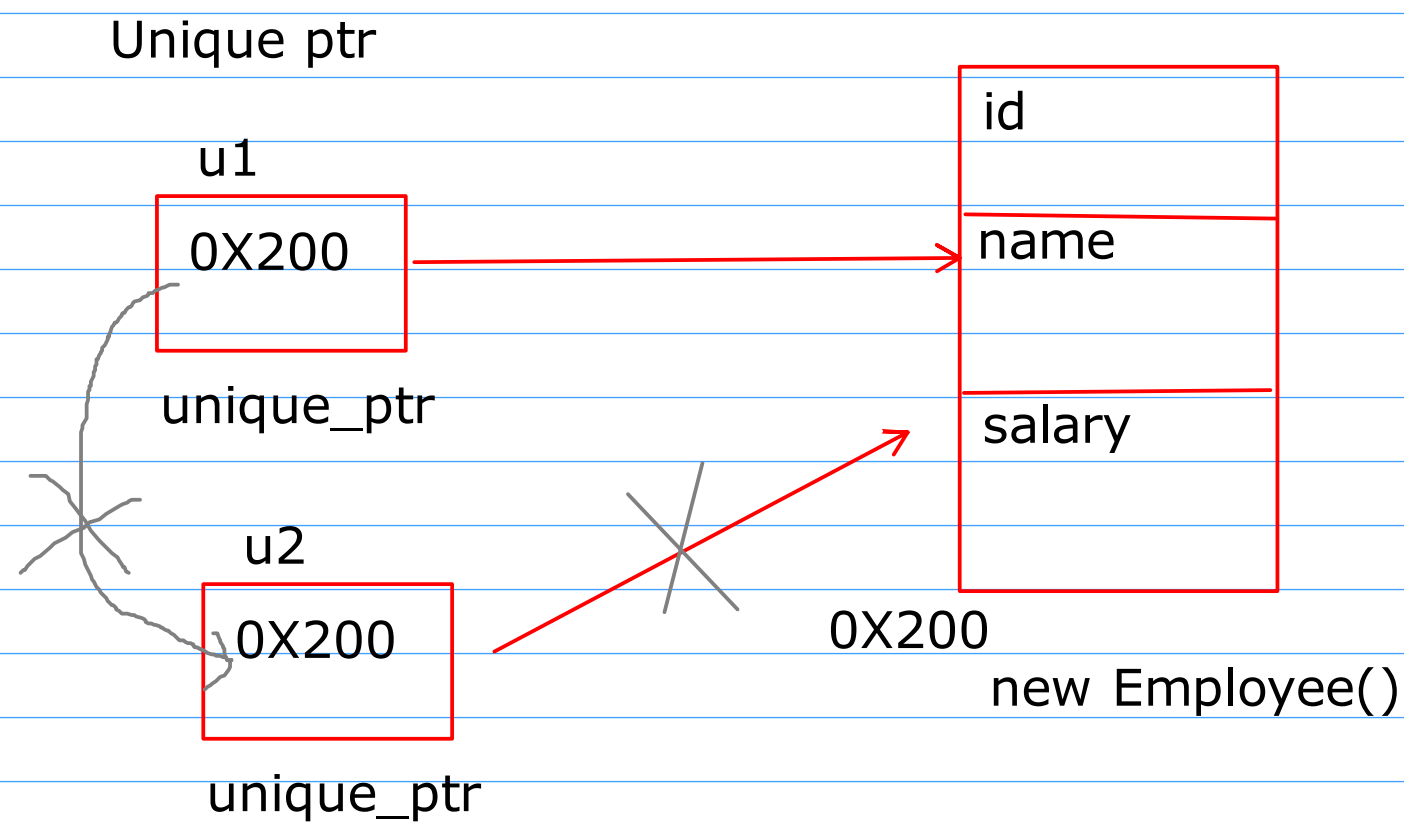 Unique ptr
id
u1
0X200
name
unique_ptr
salary
u2
0X200
0X200
new Employee()
unique_ptr